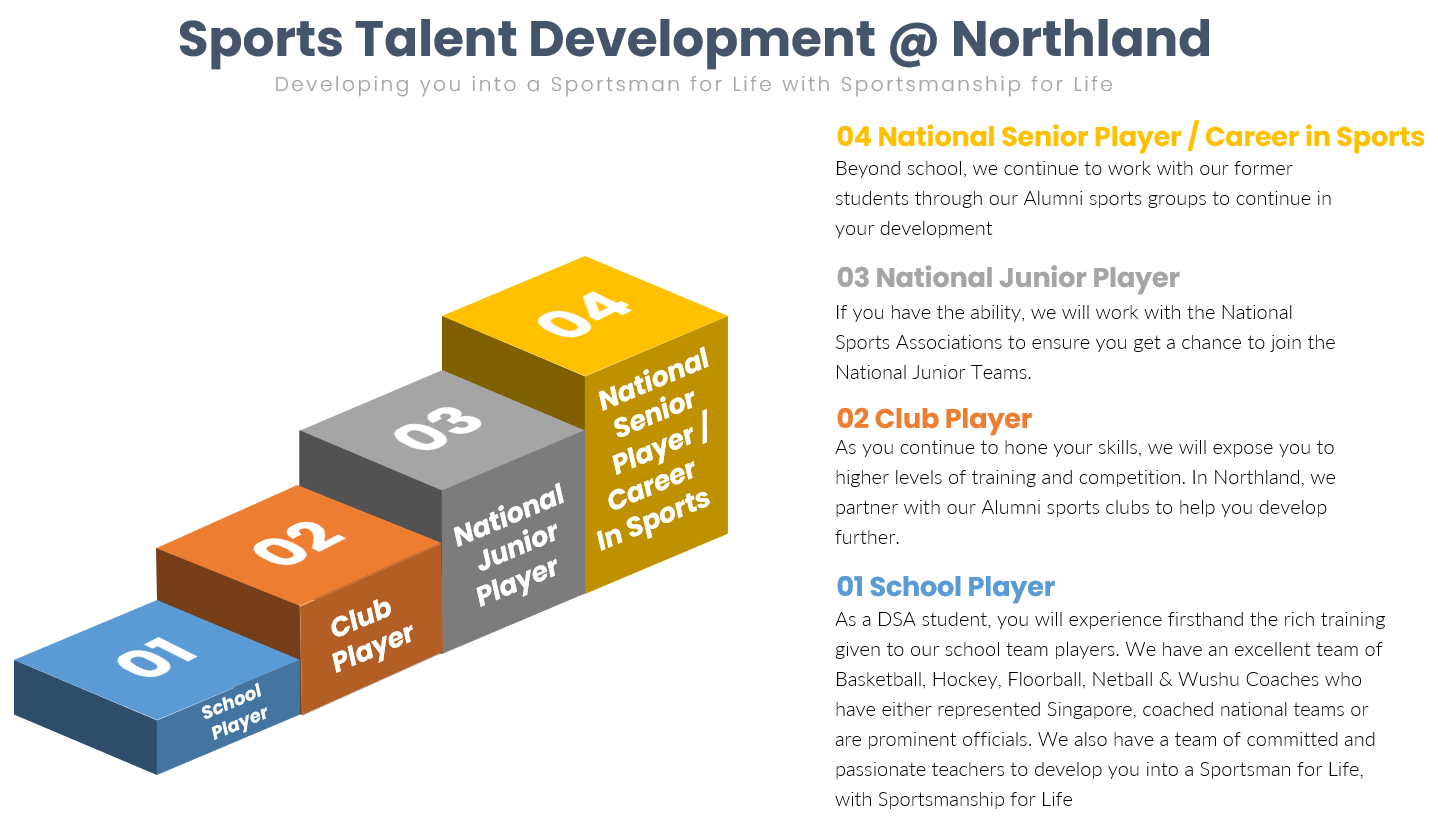 Sports Talent Development @ Northland
Developing you into a Sportsman for Life with Sportsmanship for Life
04 National Senior Player / Career in Sports
Beyond school, we continue to work with our former
students through our Alumni sports groups to continue in
your development
03 National Junior Player
If you have the ability, we will work with the National
Sports Associations to ensure you get a chance to join the
National Junior Teams.
02 Club Player
As you continue to hone your skills, we will expose you to
higher levels of training and competition. In Northland, we
partner with our Alumni sports clubs to help you develop
further.
01 School Player
As a DSA student, you will experience firsthand the rich training
given to our school team players. We have an excellent team of
Basketball, Hockey, Floorball, Netball & Wushu Coaches who
have either represented Singapore, coached national teams or
are prominent officials. We also have a team of committed and
passionate teachers to develop you into a Sportsman for Life,
with Sportsmanship for Life
04
National
Senior
Player /
Career
In Sports
03
National
Junior
Player
02
Club
Player
01
School
Player